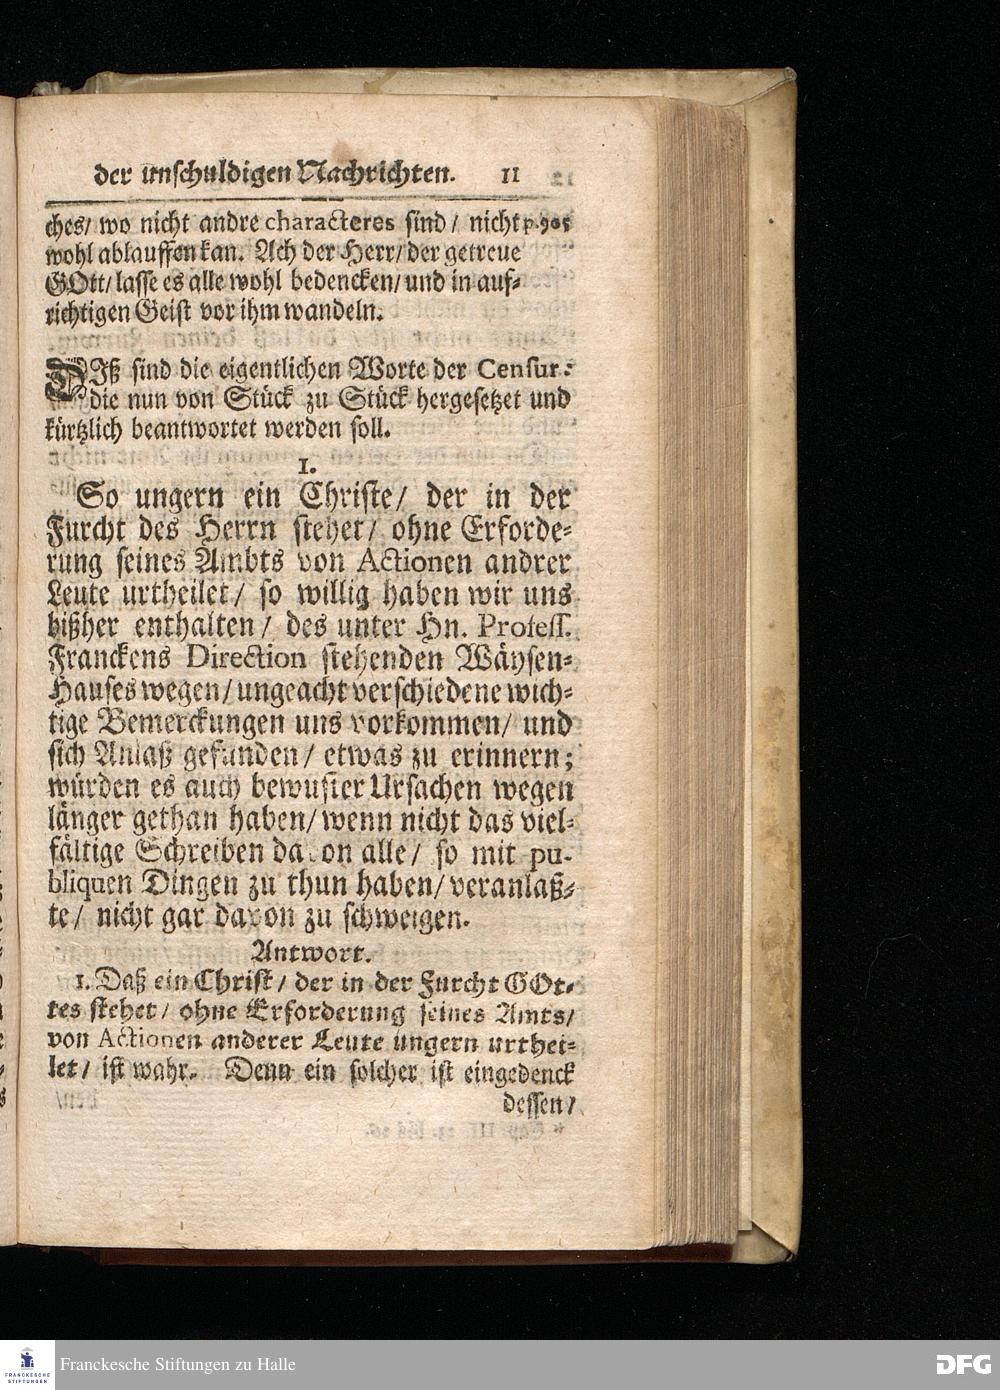 der unschuldigen Nachrichten. 11
ches/ wo nicht andre characteres sind/ nicht p. 905
wohl ablauffen kan. Ach der Herr/ der getreue
GOtt/ lasse es alle wohl bedencken/ und in auf-
richtigen Geist vor ihm wandeln.
DIß sind die eigentlichen Worte der Censur:
die nun von Stück zu Stück hergesetzet und
kürtzlich beantwortet werden soll.
1.
So ungern ein Christe/ der in der
Furcht des Herrn stehet/ ohne Erforde-
rung seines Ambts von Actionen andrer
Leute urtheilet/ so willig haben wir uns
bißher enthalten/ des unter Hn. Profess.
Franckens Direction stehenden Wäysen-
Hauses wegen/ ungeacht verschiedene wich-
tige Bemerckungen uns vorkommen/ und
sich Anlaß gefunden/ etwas zu erinnern;
würden es auch bewuster Ursachen wegen
länger gethan haben/ wenn nicht das viel-
fältige Schreiben davon alle/ so mit pu-
bliquen Dingen zu thun haben/ veranlaß-
te/ nicht gar davon zu schweigen.
Antwort.
1. Daß ein Christ/ der in der Furcht GOt-
tes stehet/ ohne Erforderung seines Amts/
von Actionen anderer Leute ungern urthei-
let/ ist wahr. Denn ein solcher ist eingedenck
dessen/
FRANCKESCHE STIFTUNGEN
Franckesche Stiftungen zu Halle
DFG